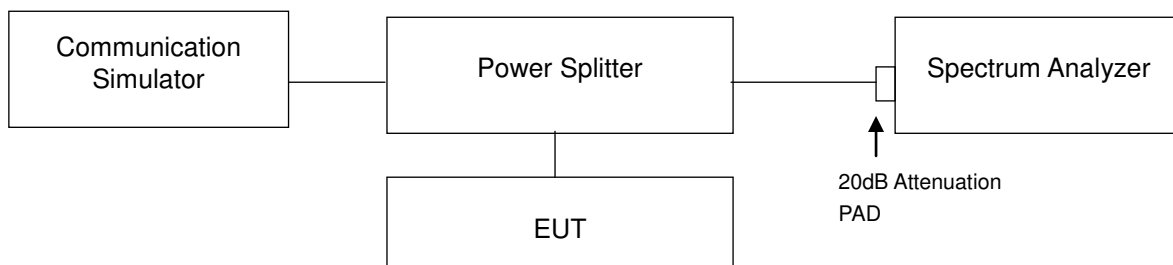 Communication
Simulator
Power Splitter
Spectrum Analyzer
20dB Attenuation
PAD
EUT